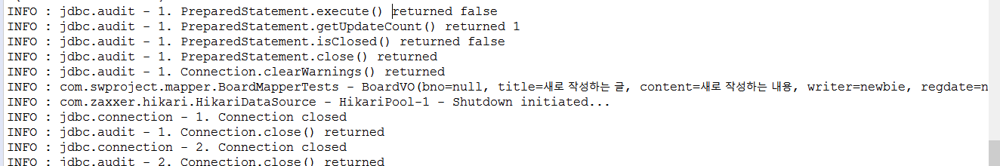 INFO : jdbc.audit - 1. PreparedStatement.execute() returned false
INFO : jdbc.audit - 1. PreparedStatement.getUpdateCount() returned 1
INFO : jdbc.audit - 1. PreparedStatement.isClosed() returned false
INFO : jdbc.audit - 1. PreparedStatement.close() returned
INFO : jdbc.audit - 1. Connection.clearWarnings() returned
INFO : com.swproject.mapper.BoardMapperTests - BoardVO(bno=null, title=새로 작성하는 글, content=새로 작성하는 내용, writer=newbie, regdate=n
INFO : com.zaxxer.hikari.HikariDataSource - HikariPool-1 - Shutdown initiated...
INFO : jdbc.connection - 1. Connection closed
INFO : jdbc.audit - 1. Connection.close() returned
INFO : jdbc.connection - 2. Connection closed
INFO : jdbc.audit - 2. Connection.close() returned